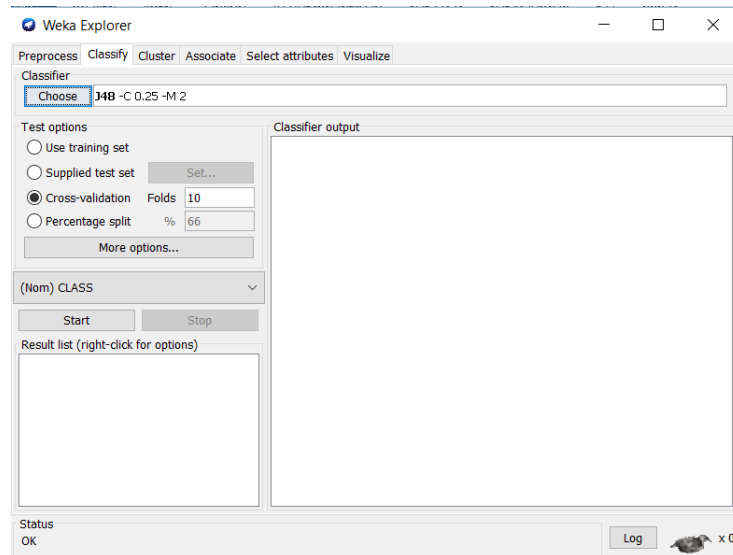 Weka Explorer
Preprocess Classify Cluster Associate Select attributes Visualize
Classifier
Choose J48 -C 0.25 -M 2
Test options
Use training set
Supplied test set Set...
Cross-validation Folds 10
Percentage split % 66
More options...
(Nom) CLASS
Start Stop
Result list (right-click for options)
Classifier output
Status
OK
Log x 0